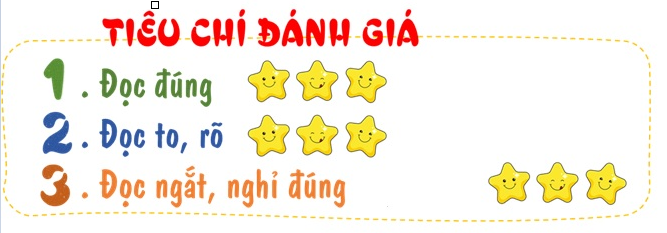 TIÊU CHÍ ĐÁNH GIÁ
1. Đọc đúng
2. Đọc to, rõ
3. Đọc ngắt, nghỉ đúng